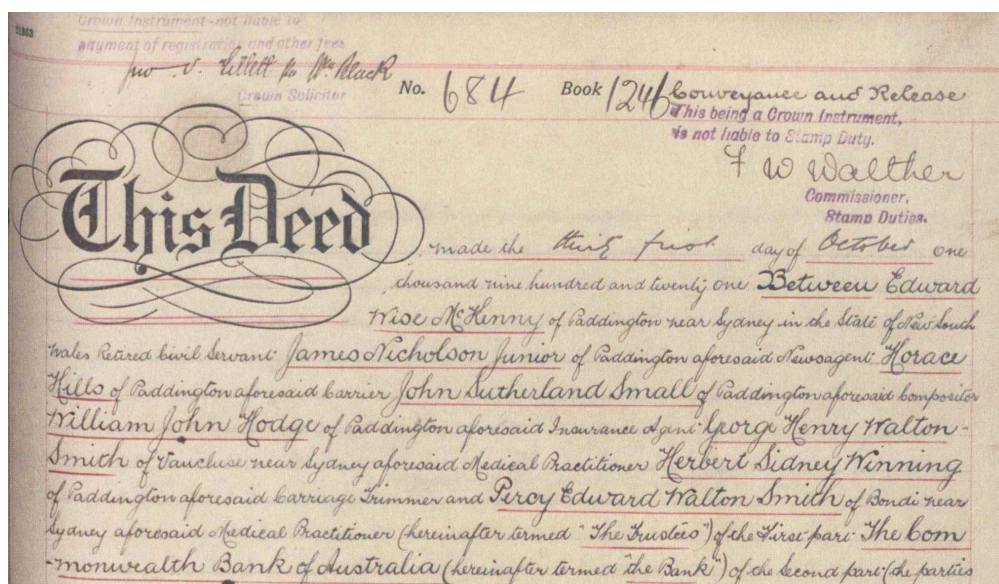 31363
Crown Instrument - not liable to
payment of registration and other fees
Crown Solicitor
No. 684 Book 1246 Conveyance and Release
This being a Crown Instrument,
is not liable to Stamp Duty.
F W Walther
Commissioner,
Stamp Duties.
This Deed made the thirty first day of October one
thousand nine hundred and twenty one Between Edward
Wise McHenny of Paddington near Sydney in the State of New South
Wales Retired Civil Servant James Nicholson Junior of Paddington aforesaid Newsagent Horace
Hills of Paddington aforesaid Carrier John Sutherland Small of Paddington aforesaid Compositor
William John Hodge of Paddington aforesaid Insurance Agent George Henry Walton-
Smith of Vaucluse near Sydney aforesaid Medical Practitioner Herbert Sidney Winning
of Paddington aforesaid Carriage Trimmer and Percy Edward Walton Smith of Bondi near
Sydney aforesaid Medical Practitioner (hereinafter termed "The Trustees") of the First part The Com
-monwealth Bank of Australia (hereinafter termed "the Bank") of the Second part (the parties